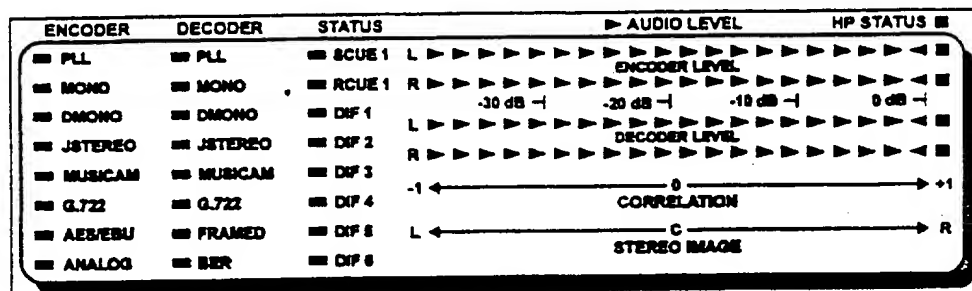 ENCODER DECODER STATUS AUDIO LEVEL HP STATUS
PLL PLL SCUE 1 L
ENCODER LEVEL
MONO MONO RCUE 1 R
-30 dB -20 dB -10 dB 0 dB
DMONO DMONO DIF 1 L
DECODER LEVEL
JSTEREO JSTEREO DIF 2 R
MUSICAM MUSICAM DIF 3
-1 0 +1
G.722 G.722 DIF 4 CORRELATION
AES/EBU FRAMED DIF 5 L C R
STEREO IMAGE
ANALOG BER DIF 6